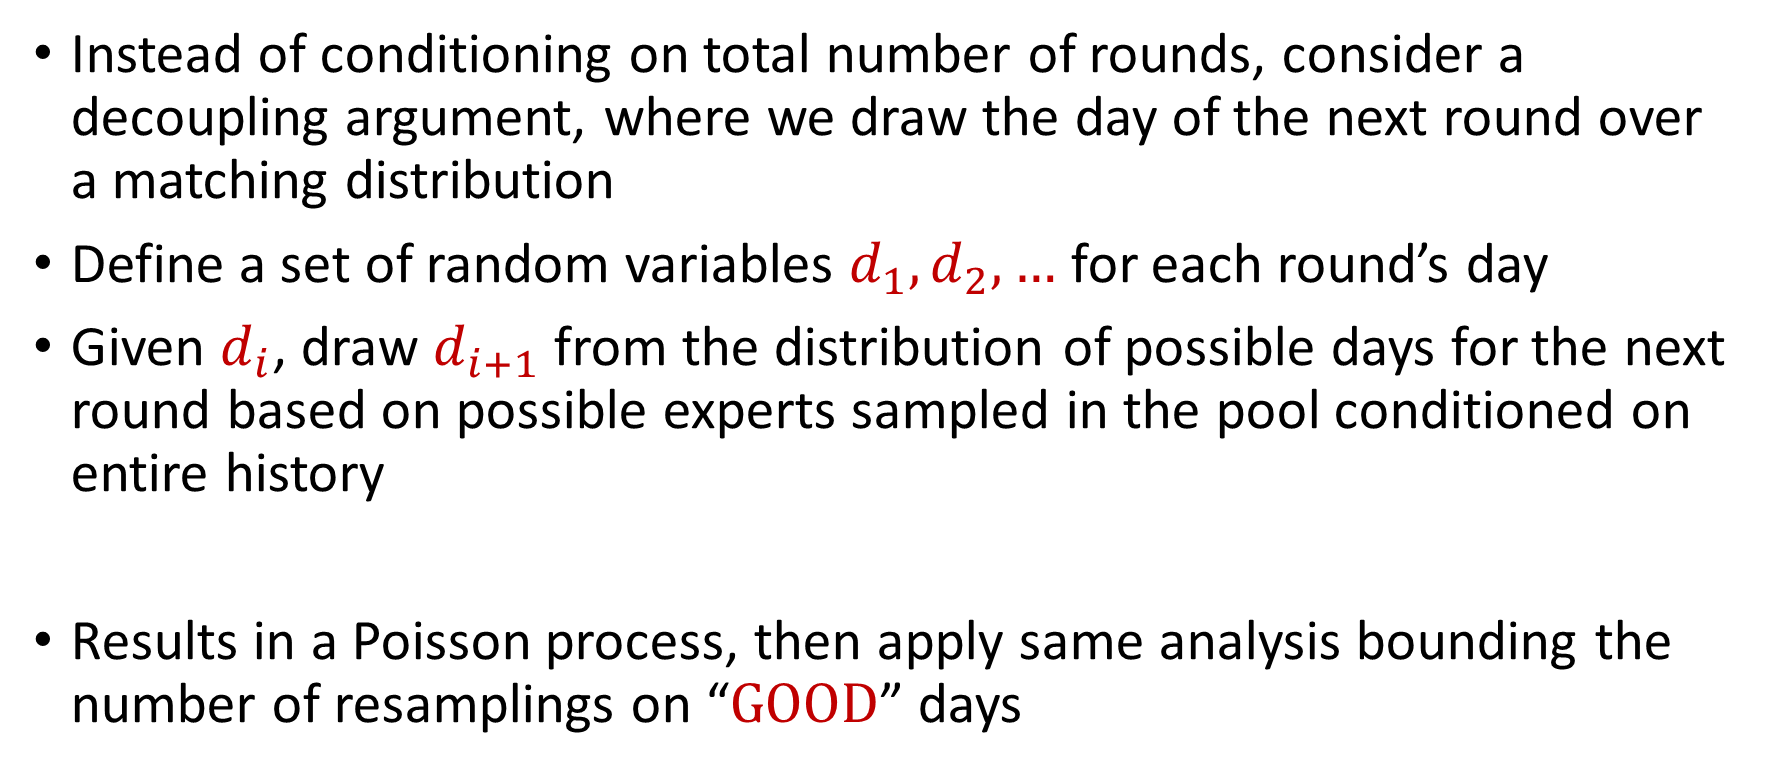 • Instead of conditioning on total number of rounds, consider a
decoupling argument, where we draw the day of the next round over
a matching distribution
• Define a set of random variables d₁, d₂, … for each round’s day
• Given dᵢ, draw dᵢ₊₁ from the distribution of possible days for the next
round based on possible experts sampled in the pool conditioned on
entire history
• Results in a Poisson process, then apply same analysis bounding the
number of resamplings on “GOOD” days